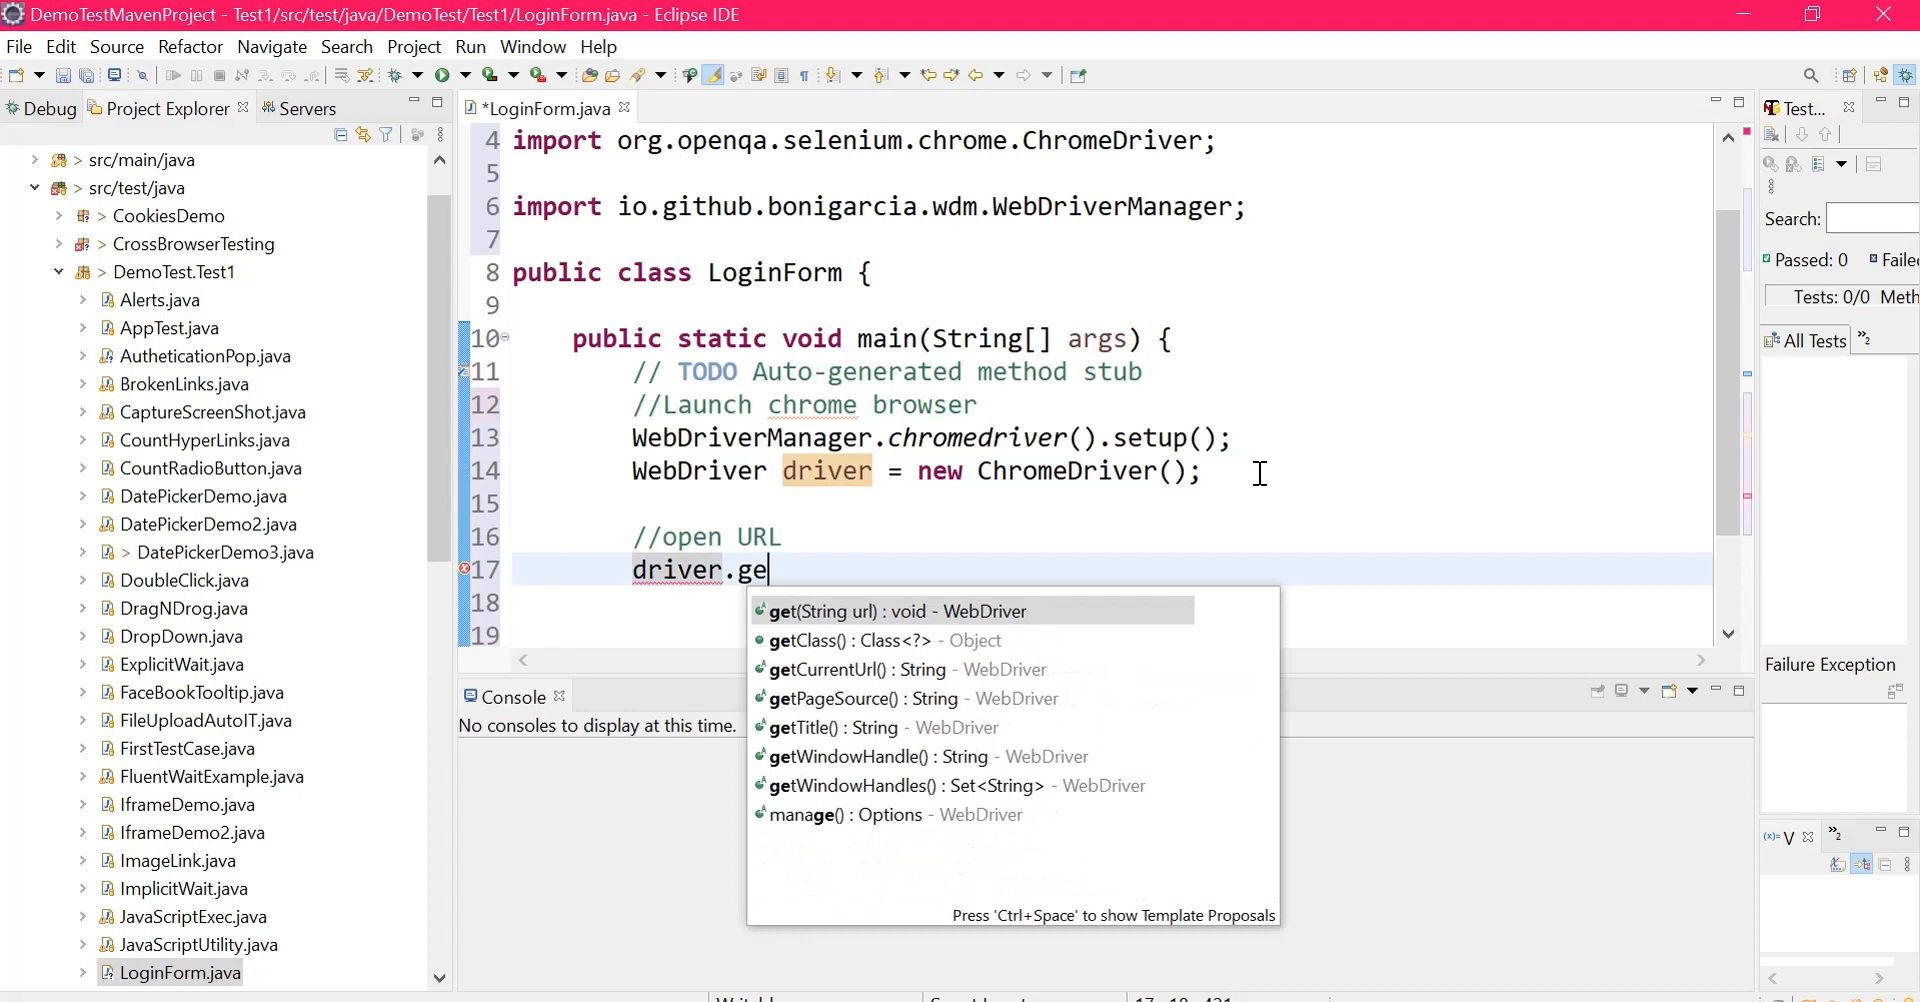 DemoTestMavenProject - Test1/src/test/java/DemoTest/Test1/LoginForm.java - Eclipse IDE
File Edit Source Refactor Navigate Search Project Run Window Help
Debug Project Explorer Servers
> src/main/java
> src/test/java
> CookiesDemo
> CrossBrowserTesting
> DemoTest.Test1
Alerts.java
AppTest.java
AutheticationPop.java
BrokenLinks.java
CaptureScreenShot.java
CountHyperLinks.java
CountRadioButton.java
DatePickerDemo.java
DatePickerDemo2.java
> DatePickerDemo3.java
DoubleClick.java
DragNDrog.java
DropDown.java
ExplicitWait.java
FaceBookTooltip.java
FileUploadAutoIT.java
FirstTestCase.java
FluentWaitExample.java
IframeDemo.java
IframeDemo2.java
ImageLink.java
ImplicitWait.java
JavaScriptExec.java
JavaScriptUtility.java
LoginForm.java
*LoginForm.java
4 import org.openqa.selenium.chrome.ChromeDriver;
5
6 import io.github.bonigarcia.wdm.WebDriverManager;
7
8 public class LoginForm {
9
10 public static void main(String[] args) {
11 // TODO Auto-generated method stub
12 //Launch chrome browser
13 WebDriverManager.chromedriver().setup();
14 WebDriver driver = new ChromeDriver();
15
16 //open URL
17 driver.ge
18
19
get(String url) : void - WebDriver
getClass() : Class<?> - Object
getCurrentUrl() : String - WebDriver
getPageSource() : String - WebDriver
getTitle() : String - WebDriver
getWindowHandle() : String - WebDriver
getWindowHandles() : Set<String> - WebDriver
manage() : Options - WebDriver
Press 'Ctrl+Space' to show Template Proposals
Console
No consoles to display at this time.
Test...
Search:
Passed: 0
Tests: 0/0
All Tests »2
Failure Exception
(x)= V »2